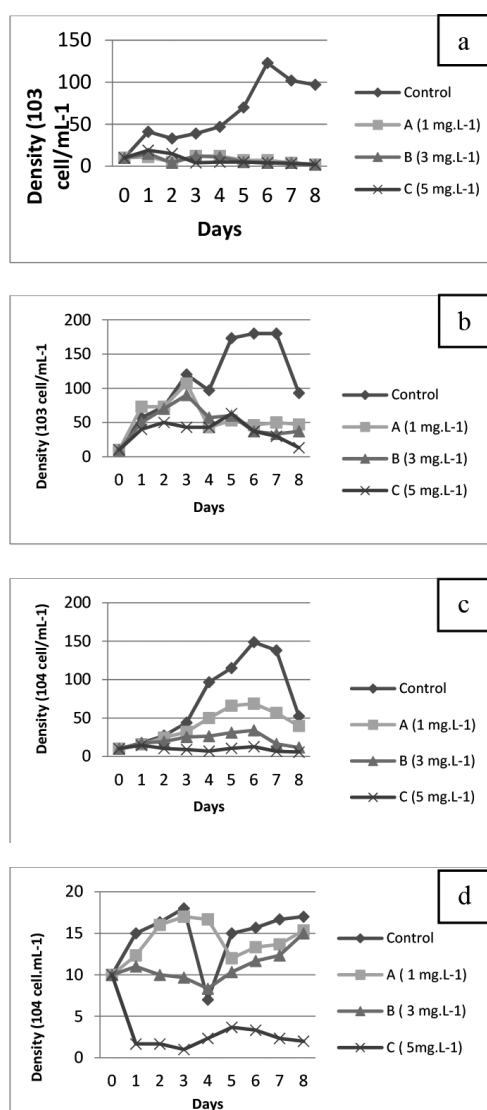 a
150
100
50
0
Density (103
cell/mL-1
0 1 2 3 4 5 6 7 8
Days
Control
A (1 mg.L-1)
B (3 mg.L-1)
C (5 mg.L-1)
b
200
150
100
50
0
Density (103 cell/mL-1
0 1 2 3 4 5 6 7 8
Days
Control
A (1 mg.L-1)
B (3 mg.L-1)
C (5 mg.L-1)
c
200
150
100
50
0
Density (104 cell/mL-1)
0 1 2 3 4 5 6 7 8
Days
Control
A (1 mg.L-1)
B (3 mg.L-1)
C (5 mg.L-1)
d
20
15
10
5
0
Density (104 cell.mL-1)
0 1 2 3 4 5 6 7 8
Days
Control
A ( 1 mg.L-1)
B ( 3 mg.L-1)
C ( 5mg.L-1)